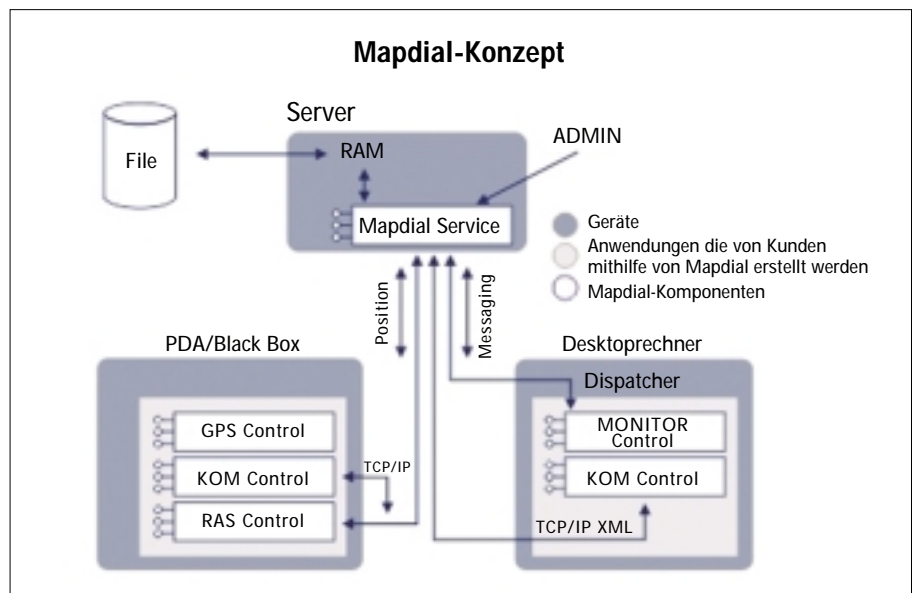 Mapdial-Konzept
Server
File
RAM
ADMIN
Mapdial Service
Geräte
Anwendungen die von Kunden
mithilfe von Mapdial erstellt werden
Mapdial-Komponenten
Position
Messaging
PDA/Black Box
Desktoprechner
Dispatcher
GPS Control
KOM Control
RAS Control
TCP/IP
MONITOR
Control
KOM Control
TCP/IP XML